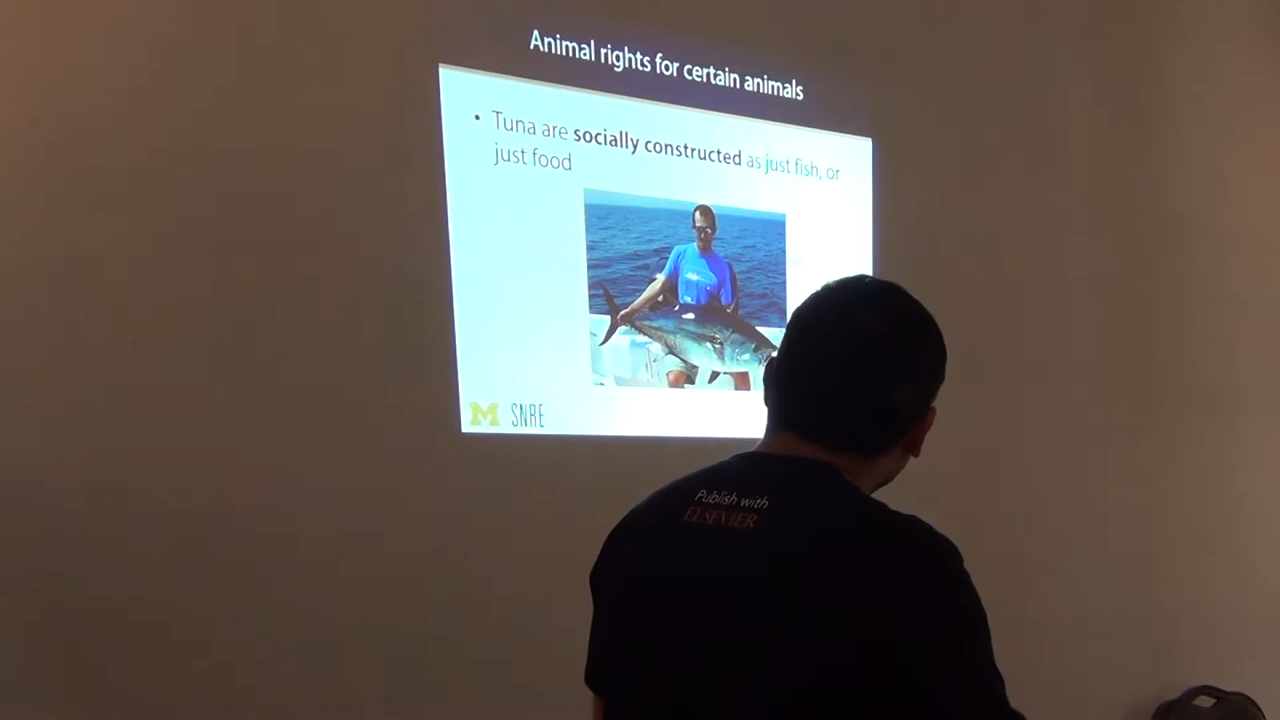 Animal rights for certain animals
• Tuna are socially constructed as just fish, or
just food
M SNRE
Publish with
ELSEVIER